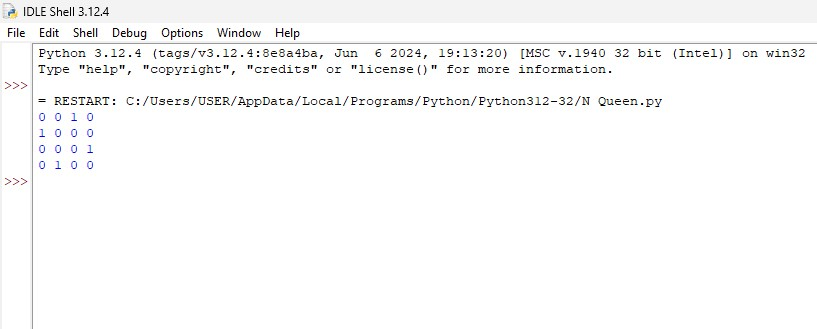 IDLE Shell 3.12.4
File Edit Shell Debug Options Window Help
Python 3.12.4 (tags/v3.12.4:8e8a4ba, Jun  6 2024, 19:13:20) [MSC v.1940 32 bit (Intel)] on win32
Type "help", "copyright", "credits" or "license()" for more information.
>>>
= RESTART: C:/Users/USER/AppData/Local/Programs/Python/Python312-32/N Queen.py
0 0 1 0
1 0 0 0
0 0 0 1
0 1 0 0
>>>